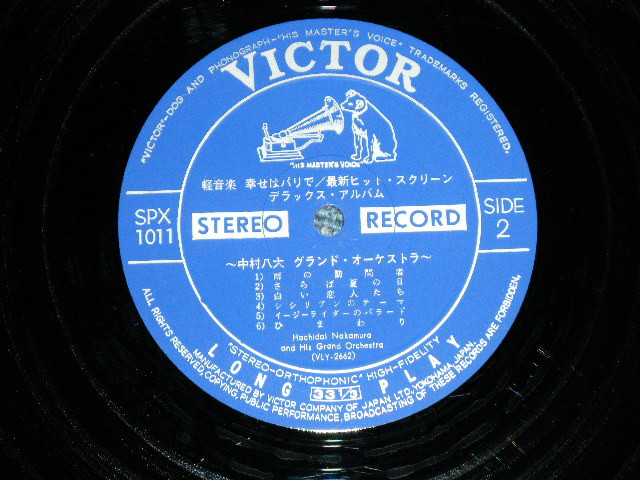 "VICTOR"–DOG AND PHONOGRAPH–"HIS MASTER'S VOICE" TRADEMARKS REGISTERED.
VICTOR
"HIS MASTER'S VOICE"
軽音楽 幸せはパリで/最新ヒット・スクリーン
デラックス・アルバム
SPX
1011
STEREO RECORD
SIDE
2
～中村八大 グランド・オーケストラ～
1) 雨の訪問者
2) さらば夏の日
3) 白い恋人たち
4) シシリアンのテーマ
5) イージーライダーのバラード
6) ひまわり
Hachidai Nakamura
and His Grand Orchestra
(VLY-2662)
"STEREO-ORTHOPHONIC" HIGH-FIDELITY
LONG 33 1/3 PLAY
MANUFACTURED BY VICTOR COMPANY OF JAPAN LTD., YOKOHAMA, JAPAN.
ALL RIGHTS RESERVED, COPYING, PUBLIC PERFORMANCE, BROADCASTING OF THESE RECORDS ARE FORBIDDEN.